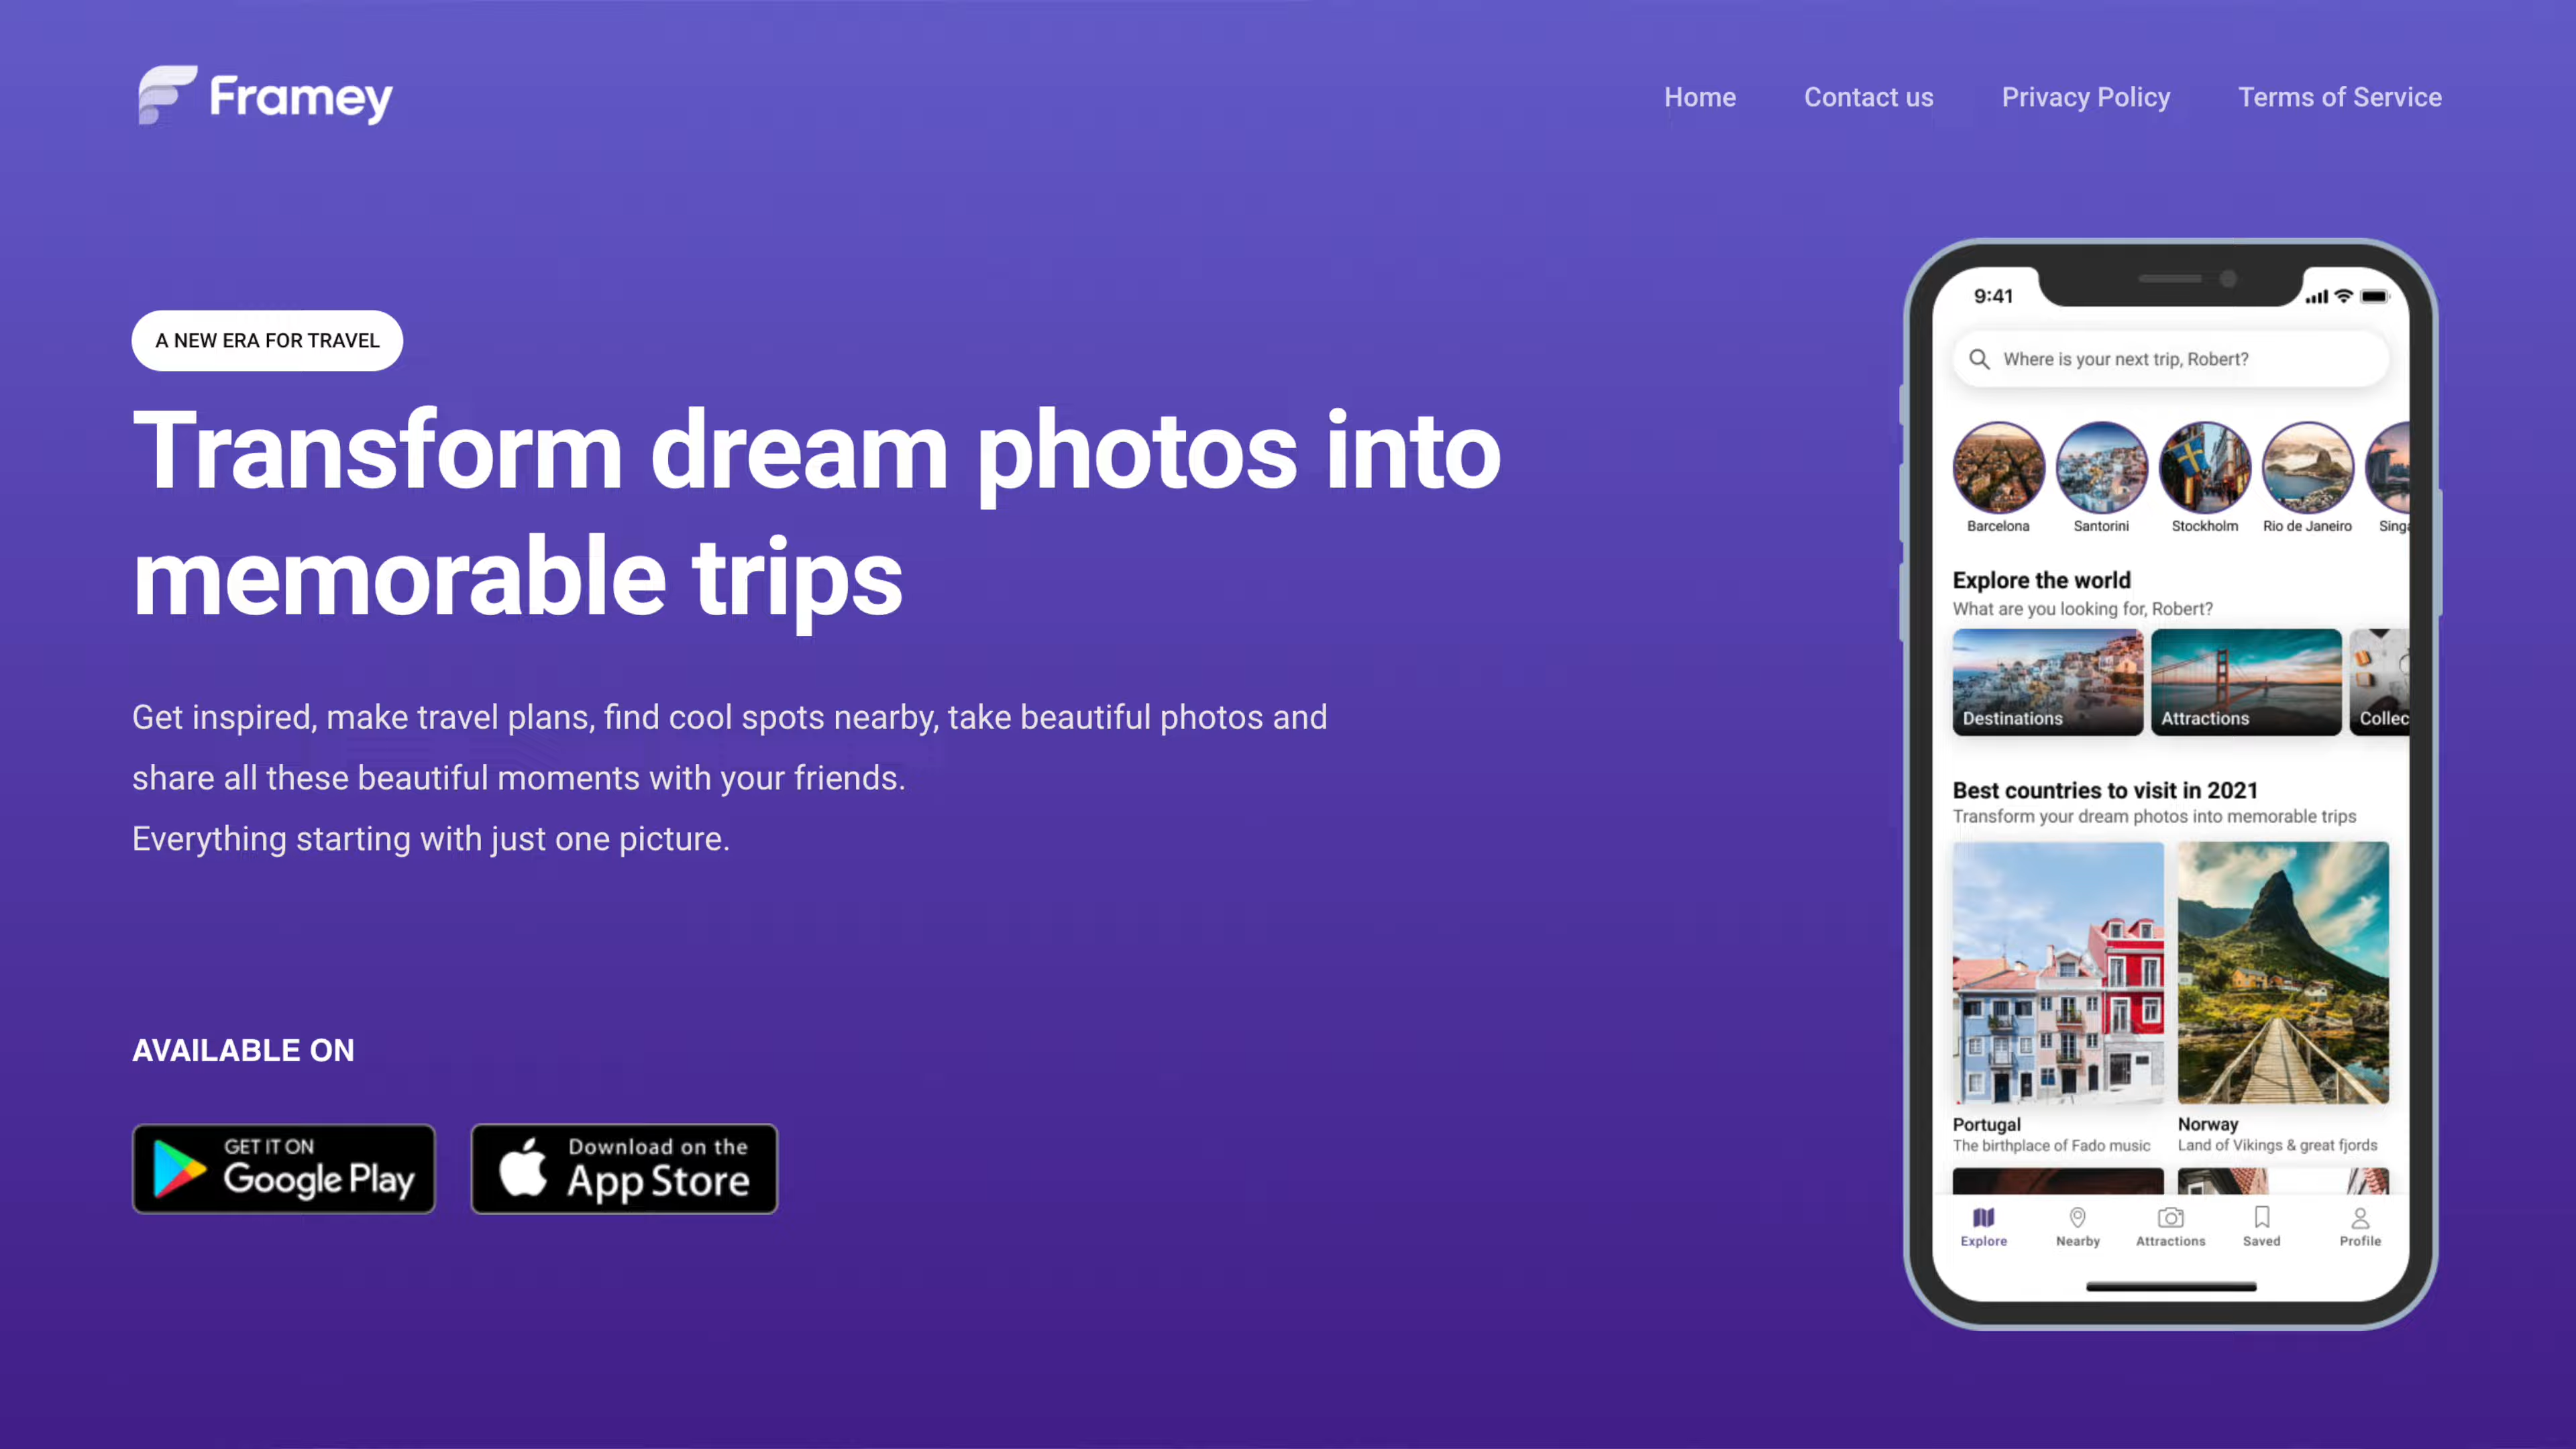 Framey
Home
Contact us
Privacy Policy
Terms of Service
A NEW ERA FOR TRAVEL
Transform dream photos into
memorable trips
Get inspired, make travel plans, find cool spots nearby, take beautiful photos and
share all these beautiful moments with your friends.
Everything starting with just one picture.
AVAILABLE ON
GET IT ON
Google Play
Download on the
App Store
9:41
Where is your next trip, Robert?
Barcelona
Santorini
Stockholm
Rio de Janeiro
Sing
Explore the world
What are you looking for, Robert?
Destinations
Attractions
Collec
Best countries to visit in 2021
Transform your dream photos into memorable trips
Portugal
The birthplace of Fado music
Norway
Land of Vikings & great fjords
Explore
Nearby
Attractions
Saved
Profile